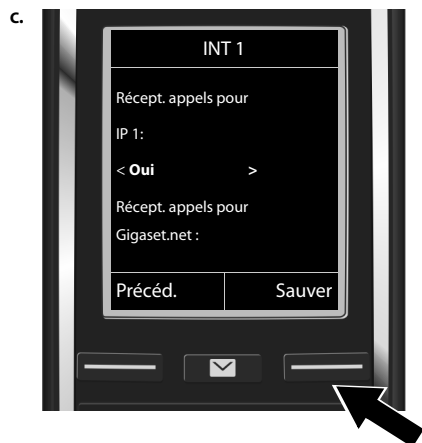 c.
INT 1
Récept. appels pour
IP 1:
< Oui >
Récept. appels pour
Gigaset.net :
Précéd. Sauver